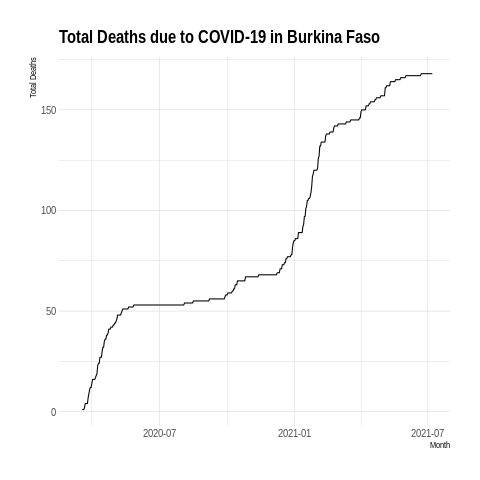 Total Deaths due to COVID-19 in Burkina Faso
Total Deaths
150
100
50
0
2020-07
2021-01
2021-07
Month